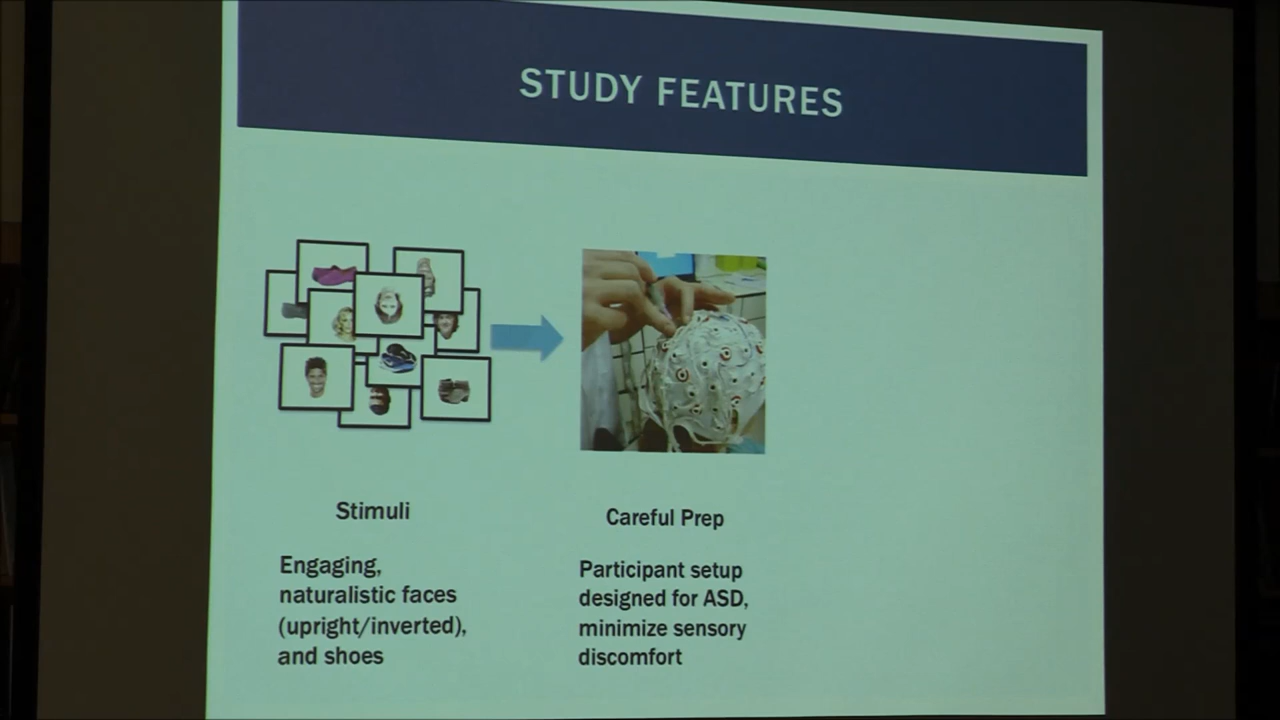 STUDY FEATURES
Stimuli
Engaging,
naturalistic faces
(upright/inverted),
and shoes
Careful Prep
Participant setup
designed for ASD,
minimize sensory
discomfort